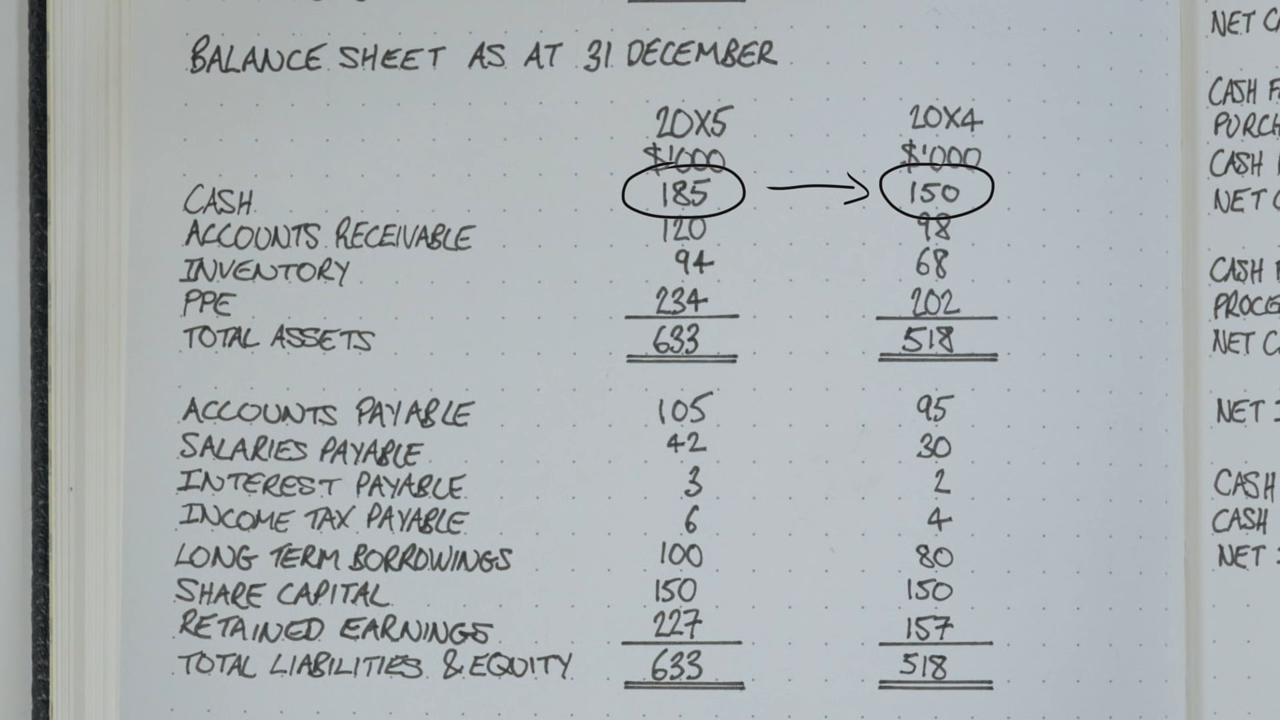 BALANCE SHEET AS AT 31 DECEMBER
20X5 20X4
$'000 $'000
CASH 185 150
ACCOUNTS RECEIVABLE 120 98
INVENTORY 94 68
PPE 234 202
TOTAL ASSETS 633 518
ACCOUNTS PAYABLE 105 95
SALARIES PAYABLE 42 30
INTEREST PAYABLE 3 2
INCOME TAX PAYABLE 6 4
LONG TERM BORROWINGS 100 80
SHARE CAPITAL 150 150
RETAINED EARNINGS 227 157
TOTAL LIABILITIES & EQUITY 633 518
NET
CASH
CASH
NET
CASH
NET
NET
CASH
CASH
NET